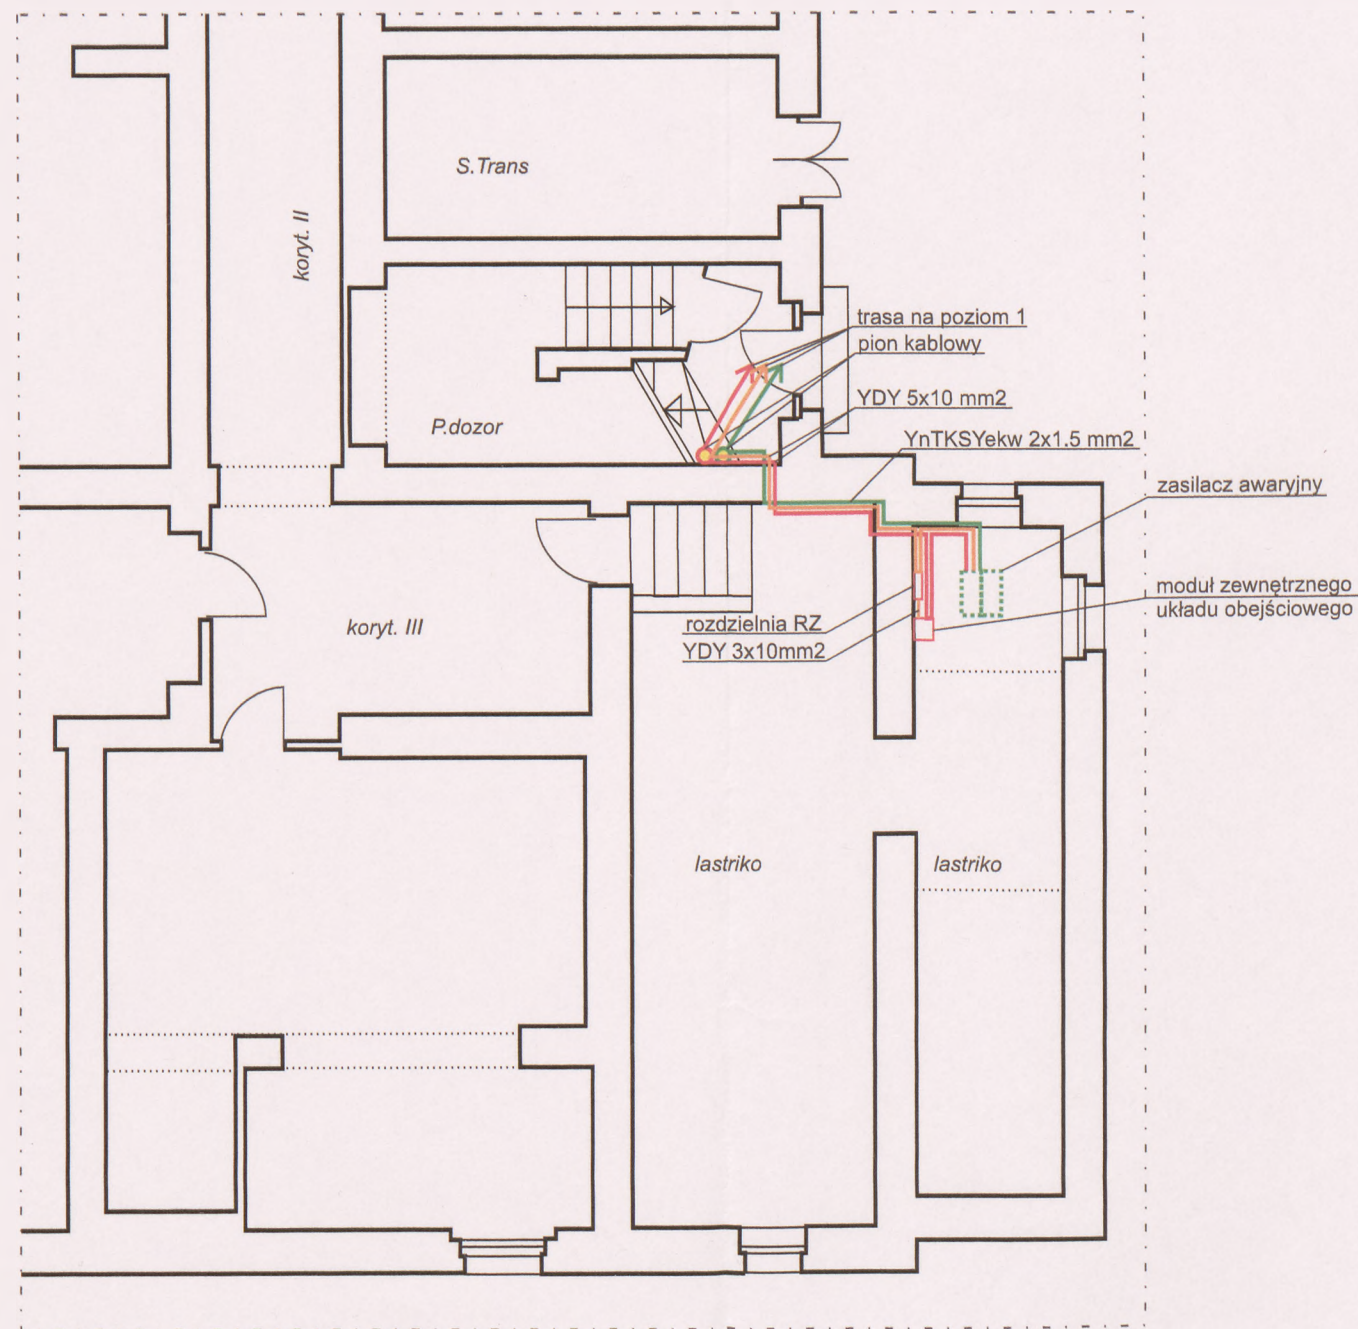 S.Trans
koryt. II
trasa na poziom 1
pion kablowy
YDY 5x10 mm2
P.dozor
YnTKSYekw 2x1.5 mm2
zasilacz awaryjny
moduł zewnętrznego
układu obejściowego
koryt. III
rozdzielnia RZ
YDY 3x10mm2
lastriko
lastriko